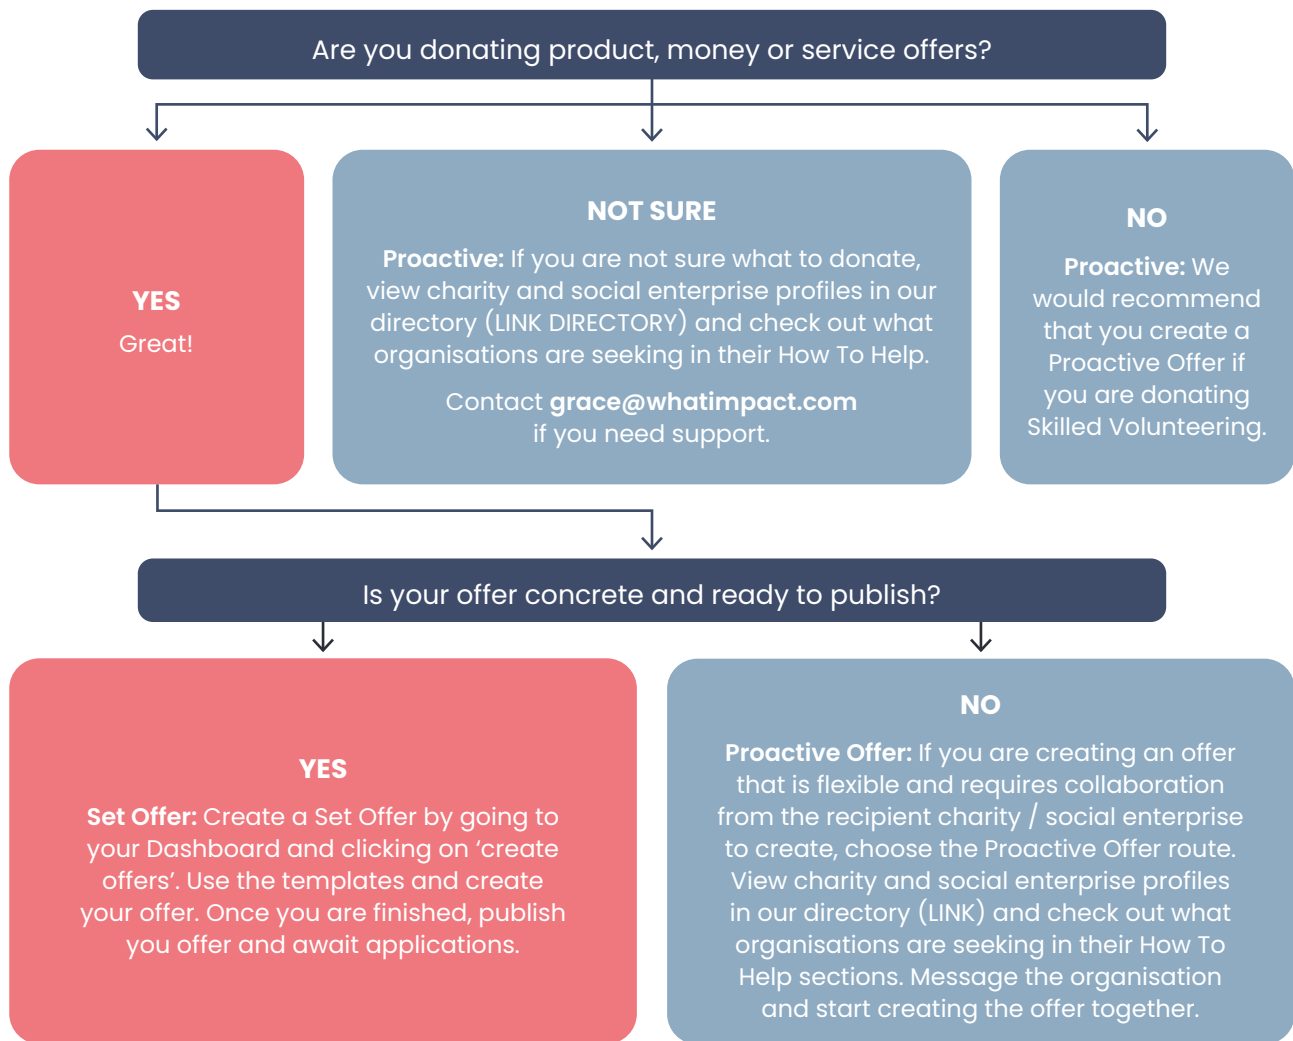 Are you donating product, money or service offers?
YES
Great!
NOT SURE
Proactive: If you are not sure what to donate,
view charity and social enterprise profiles in our
directory (LINK DIRECTORY) and check out what
organisations are seeking in their How To Help.
Contact grace@whatimpact.com
if you need support.
NO
Proactive: We
would recommend
that you create a
Proactive Offer if
you are donating
Skilled Volunteering.
Is your offer concrete and ready to publish?
YES
Set Offer: Create a Set Offer by going to
your Dashboard and clicking on ‘create
offers’. Use the templates and create
your offer. Once you are finished, publish
you offer and await applications.
NO
Proactive Offer: If you are creating an offer
that is flexible and requires collaboration
from the recipient charity / social enterprise
to create, choose the Proactive Offer route.
View charity and social enterprise profiles
in our directory (LINK) and check out what
organisations are seeking in their How To
Help sections. Message the organisation
and start creating the offer together.